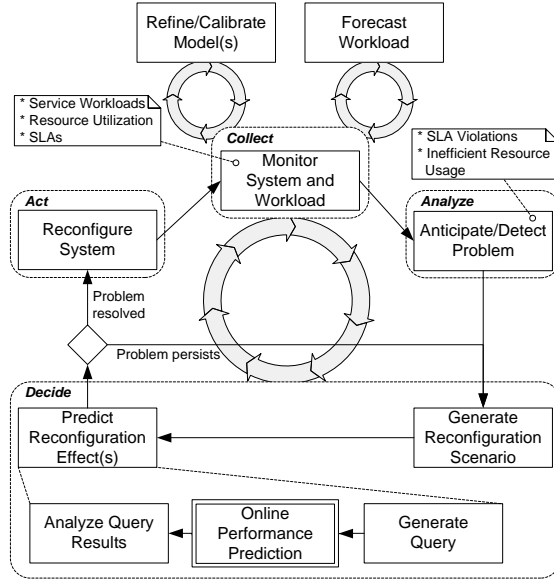 Refine/Calibrate
Model(s)
Forecast
Workload
* Service Workloads
* Resource Utilization
* SLAs
Collect
Monitor
System and
Workload
* SLA Violations
* Inefficient Resource
Usage
Act
Reconfigure
System
Analyze
Anticipate/Detect
Problem
Problem
resolved
Problem persists
Decide
Predict
Reconfiguration
Effect(s)
Generate
Reconfiguration
Scenario
Analyze Query
Results
Online
Performance
Prediction
Generate
Query